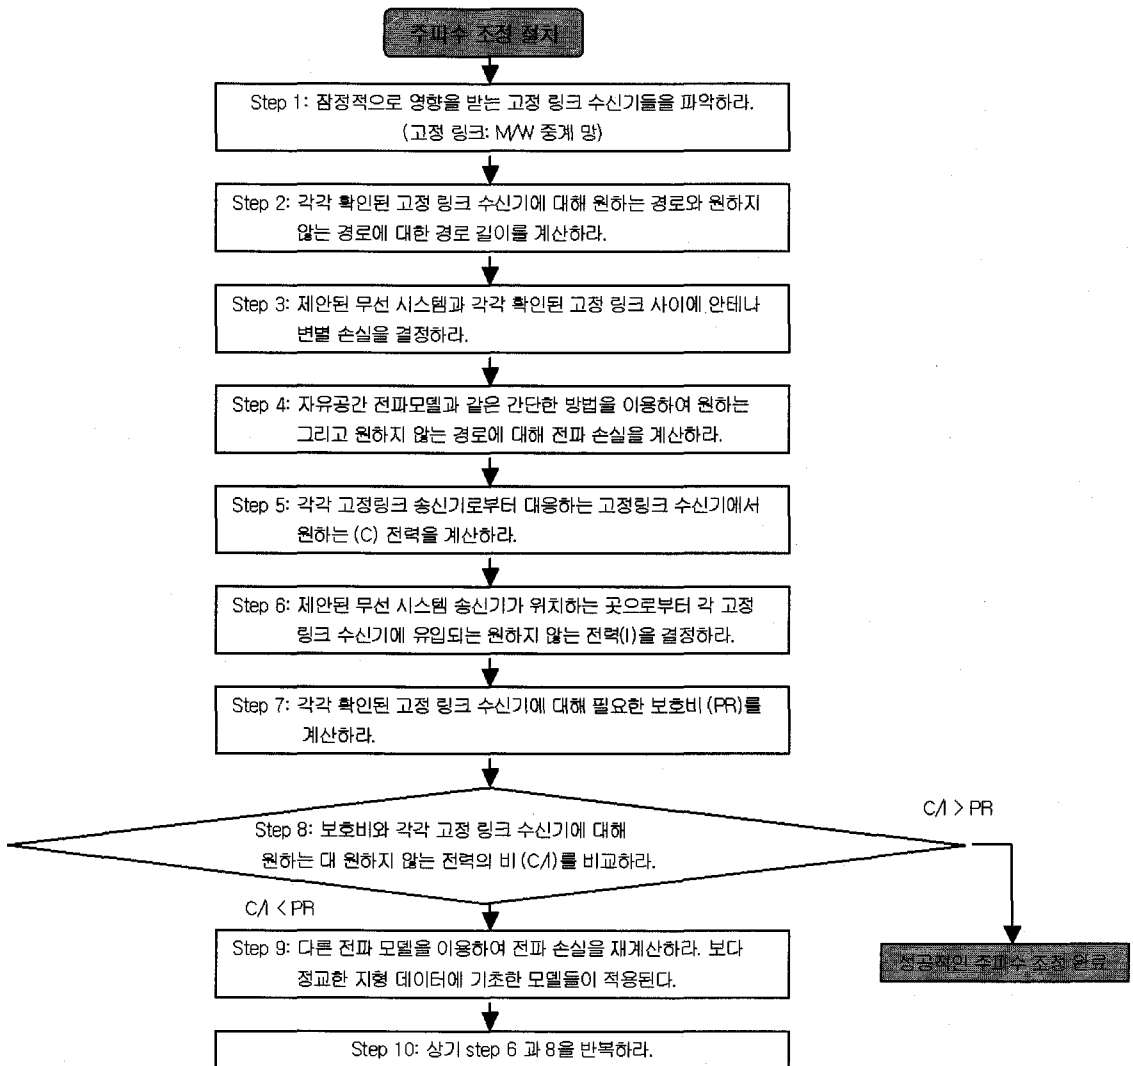 주파수 조정 절차
Step 1: 잠정적으로 영향을 받는 고정 링크 수신기들을 파악하라.
(고정 링크: M/W 중계 망)
Step 2: 각각 확인된 고정 링크 수신기에 대해 원하는 경로와 원하지
않는 경로에 대한 경로 길이를 계산하라.
Step 3: 제안된 무선 시스템과 각각 확인된 고정 링크 사이에 안테나
변별 손실을 결정하라.
Step 4: 자유공간 전파모델과 같은 간단한 방법을 이용하여 원하는
그리고 원하지 않는 경로에 대해 전파 손실을 계산하라.
Step 5: 각각 고정링크 송신기로부터 대응하는 고정링크 수신기에서
원하는 (C) 전력을 계산하라.
Step 6: 제안된 무선 시스템 송신기가 위치하는 곳으로부터 각 고정
링크 수신기에 유입되는 원하지 않는 전력(I)을 결정하라.
Step 7: 각각 확인된 고정 링크 수신기에 대해 필요한 보호비 (PR)를
계산하라.
C/I > PR
Step 8: 보호비와 각각 고정 링크 수신기에 대해
원하는 대 원하지 않는 전력의 비 (C/I)를 비교하라.
C/I < PR
Step 9: 다른 전파 모델을 이용하여 전파 손실을 재계산하라. 보다
정교한 지형 데이터에 기초한 모델들이 적용된다.
성공적인 주파수 조정 완료
Step 10: 상기 step 6 과 8을 반복하라.